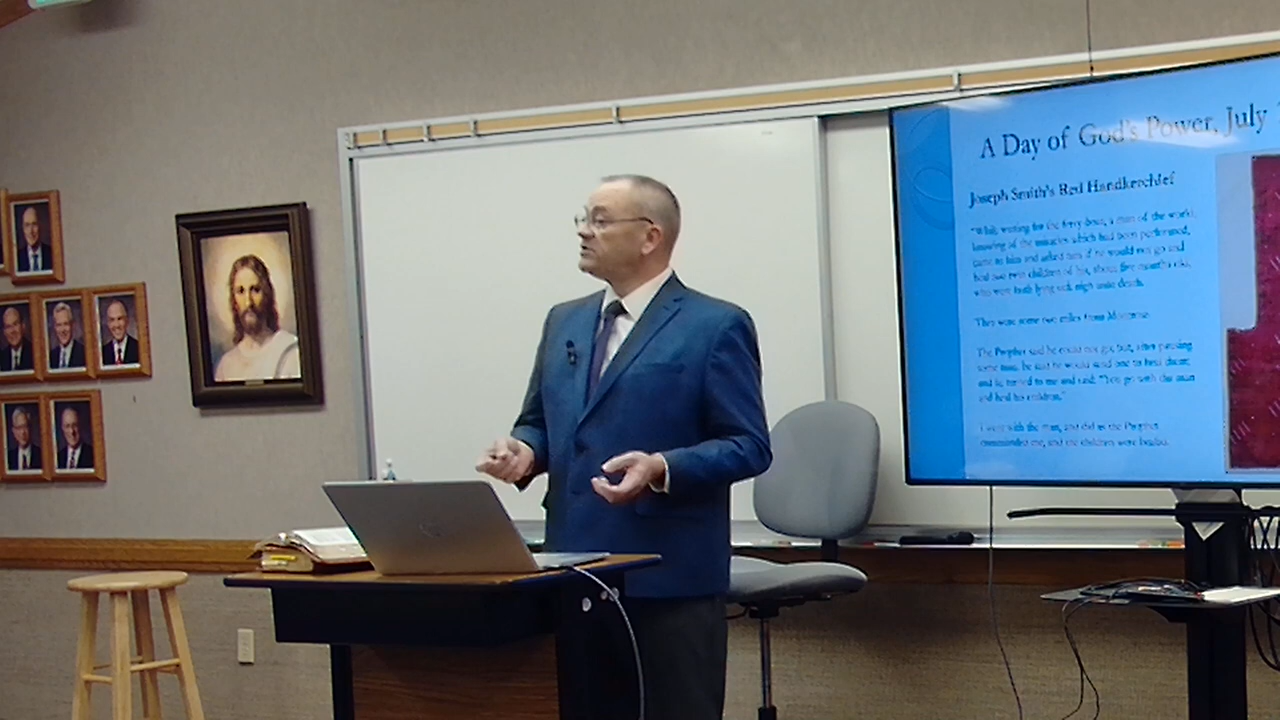 A Day of God's Power, July
Joseph Smith's Red Handkerchief
"While waiting for the ferry boat, a man of the world,
knowing of the miracles which had been performed,
came to him and asked him if he would not go and
heal two twin children of his, about five months old,
who were both lying sick nigh unto death.
They were some two miles from Montrose.
The Prophet said he could not go, but, after pausing
some time, he said he would send one to heal them;
and he turned to me and said, "You go with the man
and heal his children."
I went with the man, and did as the Prophet
commanded me, and the children were healed.